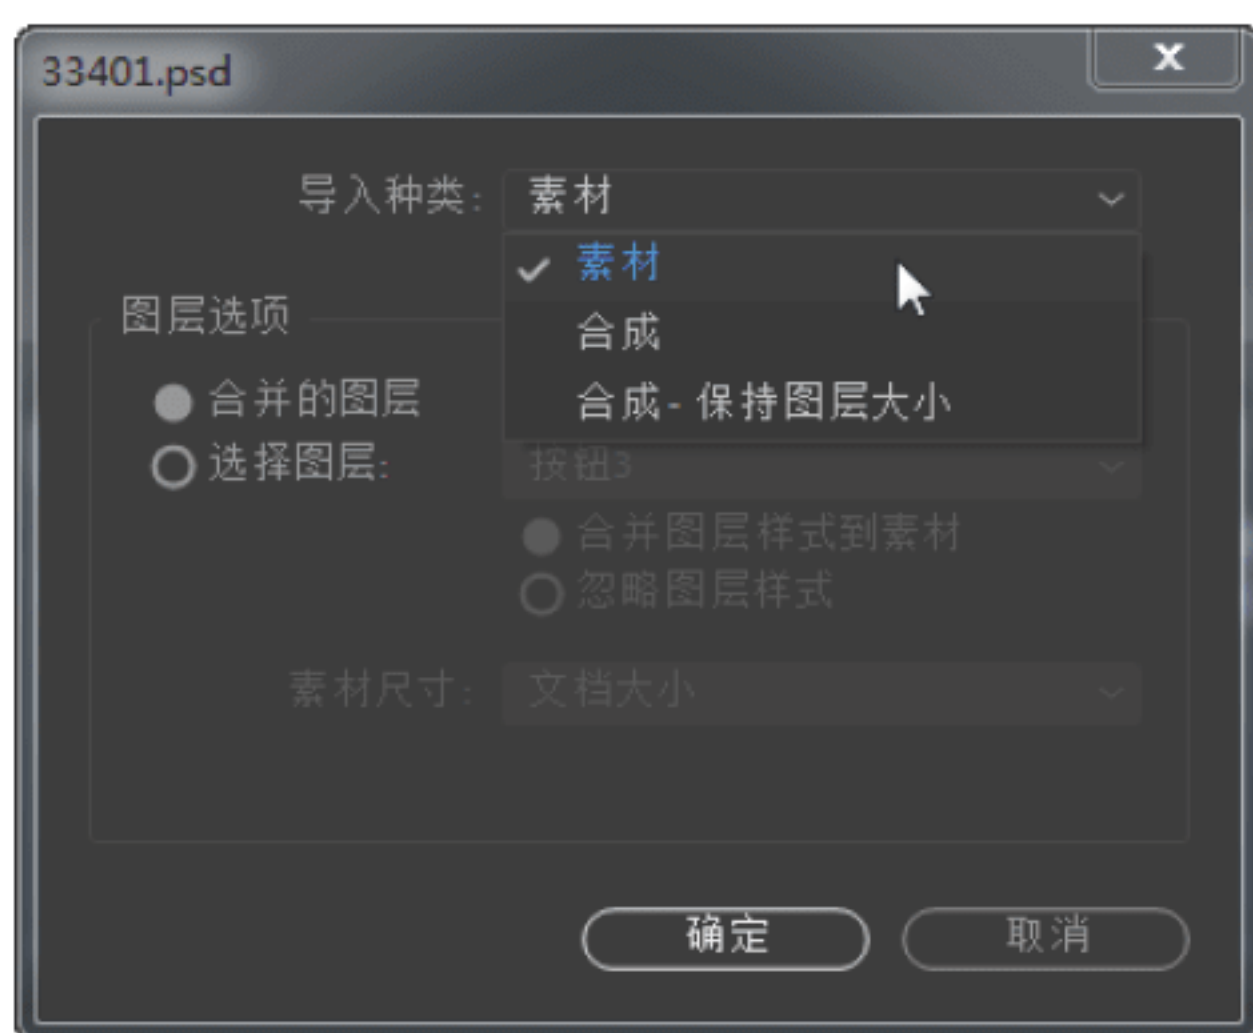 33401.psd
导入种类: 素材
素材
合成
合成- 保持图层大小
图层选项
合并的图层
选择图层: 按钮3
合并图层样式到素材
忽略图层样式
素材尺寸: 文档大小
确定 取消